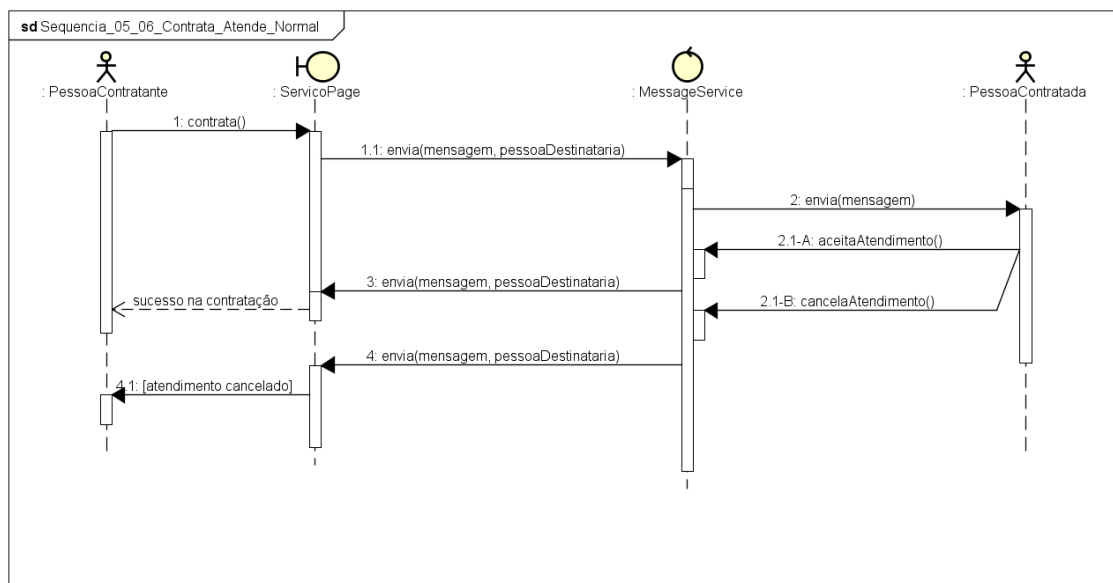 sd Sequencia_05_06_Contrata_Atende_Normal
: PessoaContratante
: ServicoPage
: MessageService
: PessoaContratada
1: contrata()
1.1: envia(mensagem, pessoaDestinataria)
2: envia(mensagem)
2.1-A: aceitaAtendimento()
3: envia(mensagem, pessoaDestinataria)
sucesso na contratação
2.1-B: cancelaAtendimento()
4: envia(mensagem, pessoaDestinataria)
4.1: [atendimento cancelado]